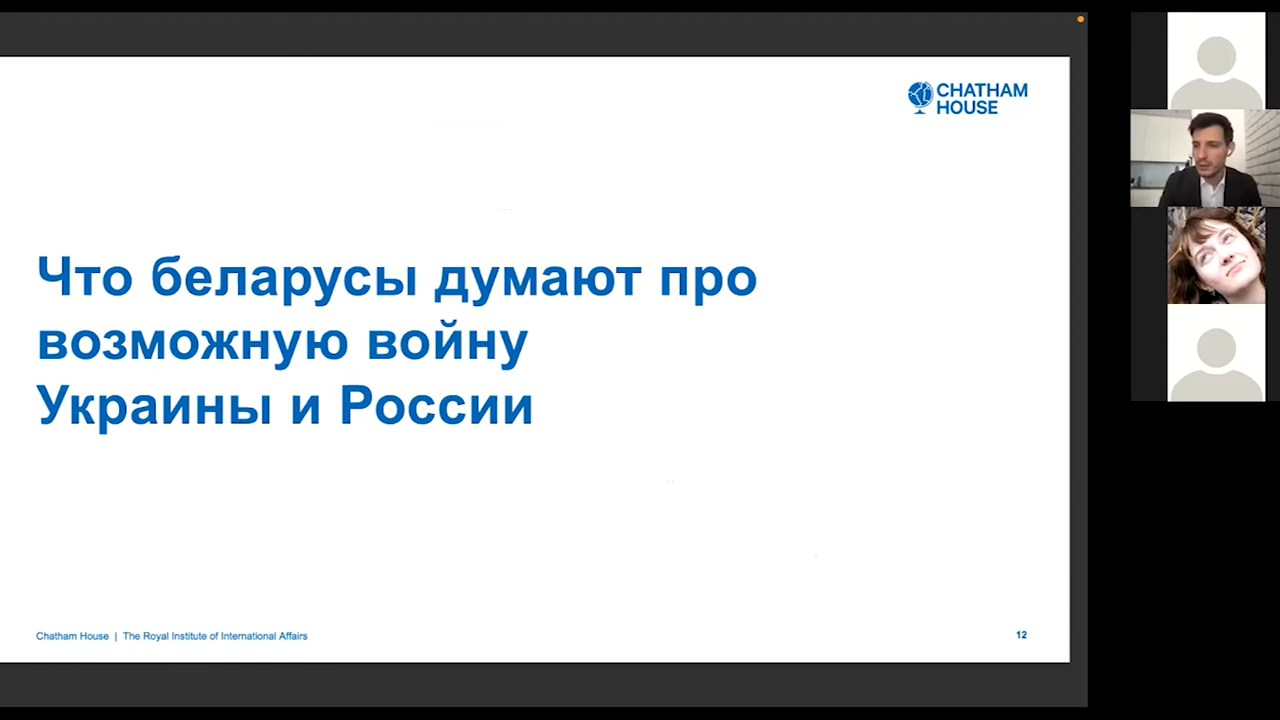 CHATHAM
HOUSE
Что беларусы думают про
возможную войну
Украины и России
Chatham House | The Royal Institute of International Affairs
12